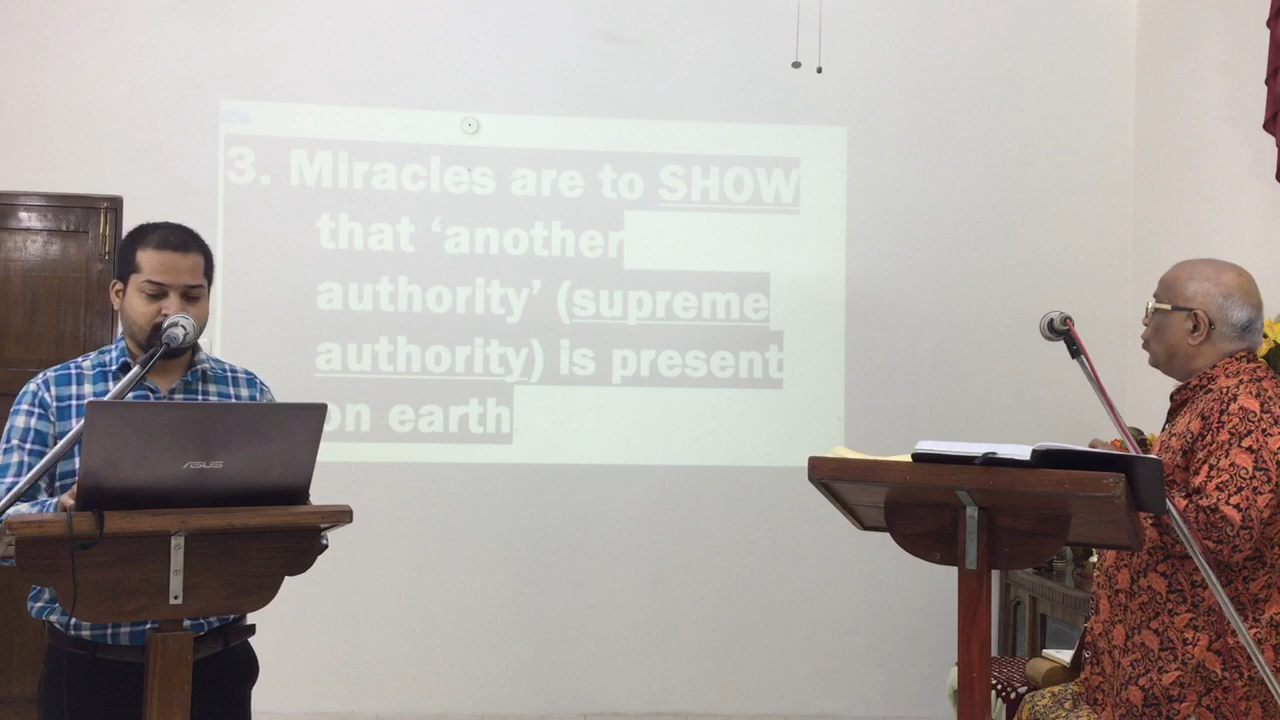 3. Miracles are to SHOW
that ‘another
authority’ (supreme
authority) is present
on earth
ASUS